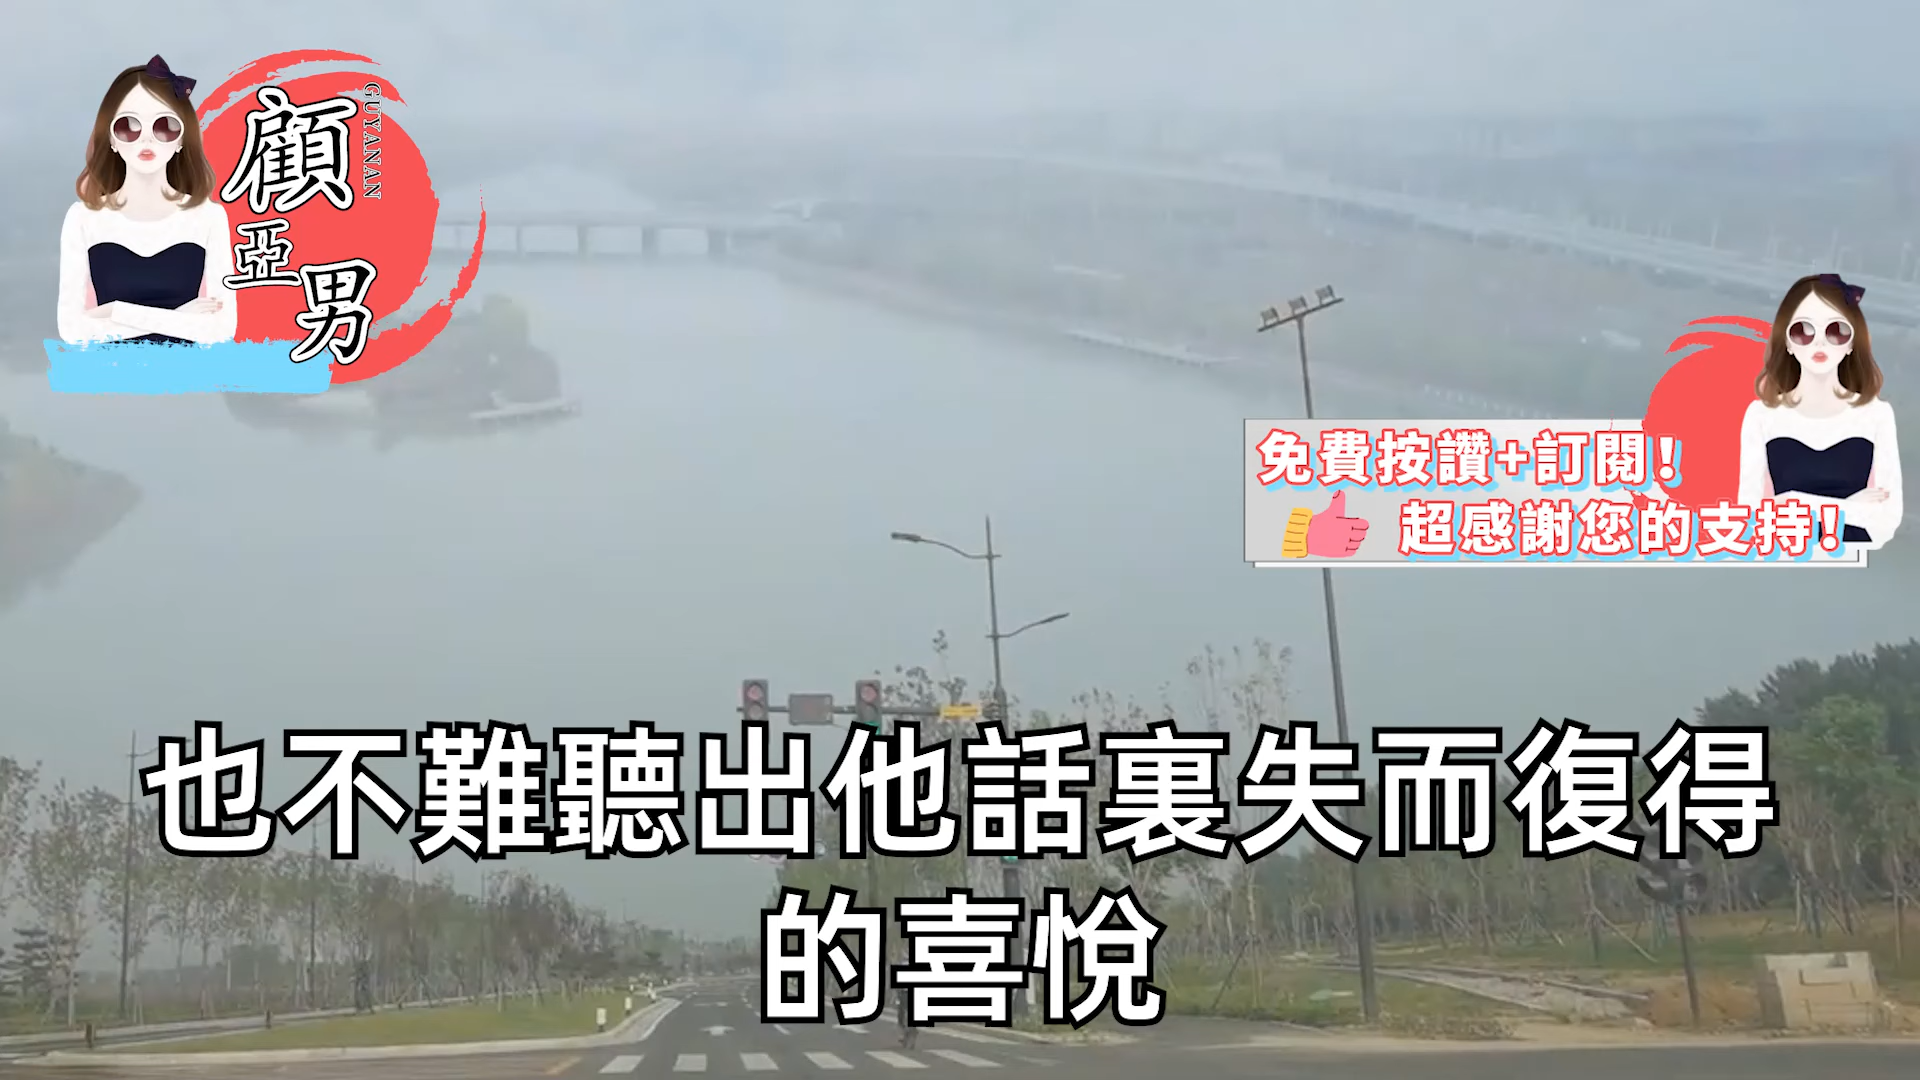 顧亞男
GUYANAN
免費按讚+訂閱！
超感謝您的支持！
也不難聽出他話裏失而復得
的喜悅